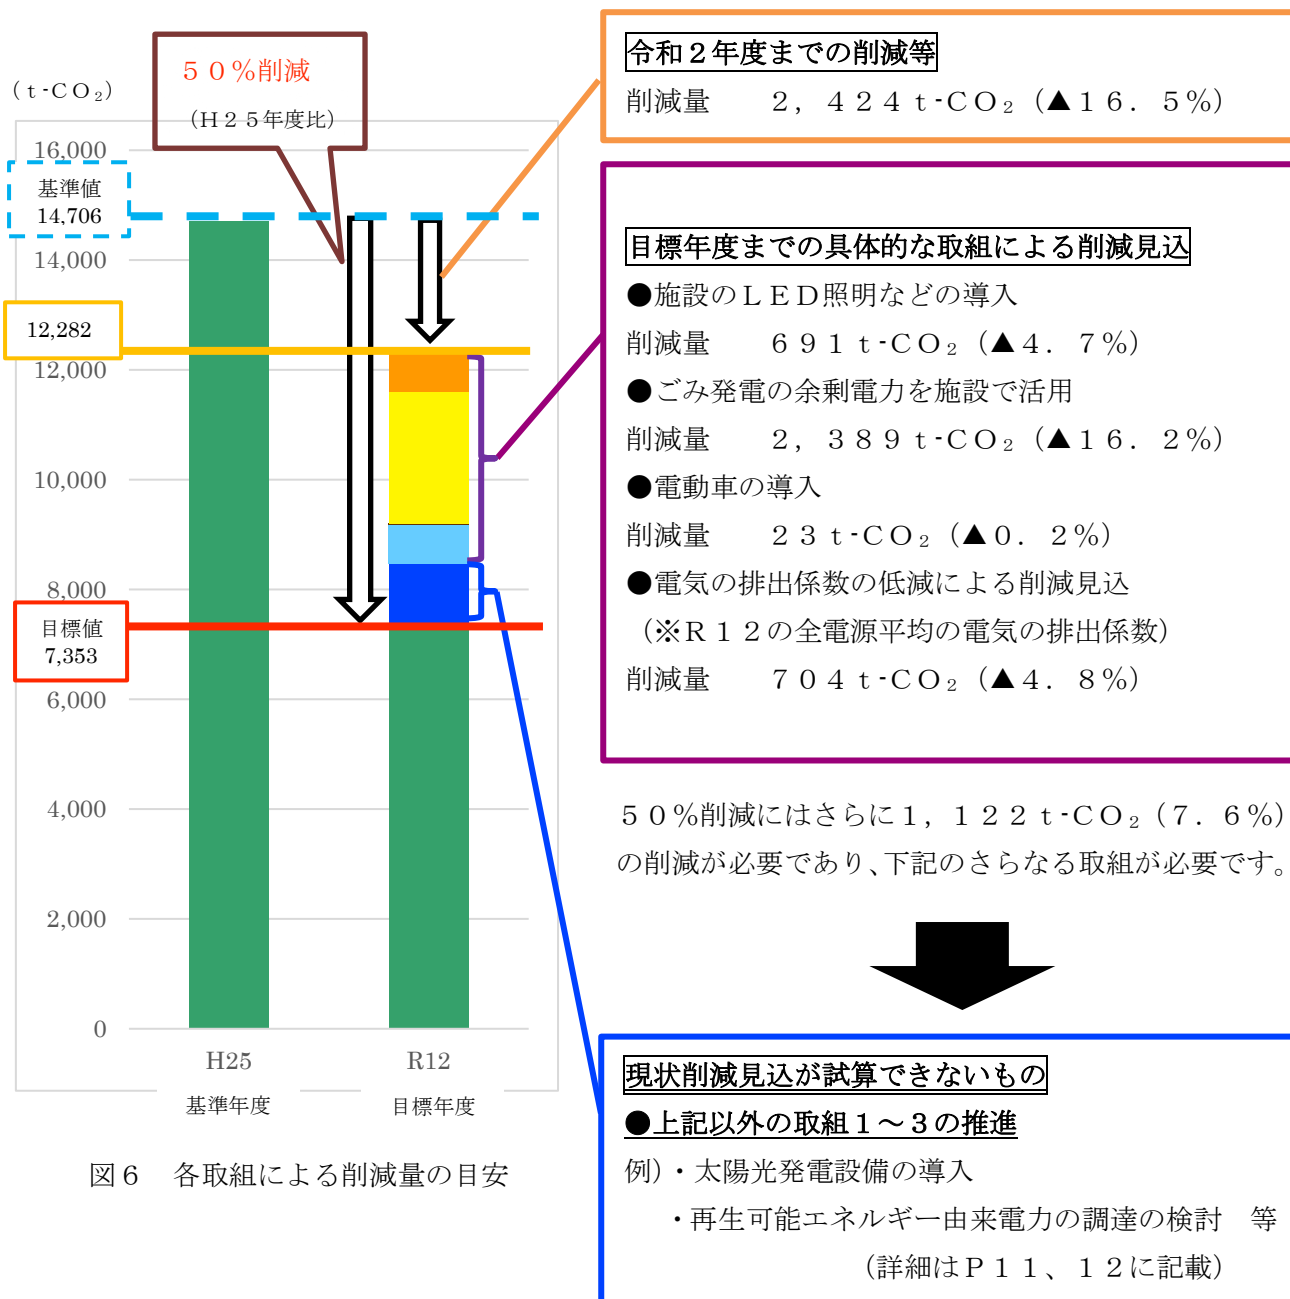 (ｔ-ＣＯ₂)
５０%削減
(Ｈ２５年度比)
16,000
基準値
14,706
14,000
12,282
12,000
10,000
8,000
目標値
7,353
6,000
4,000
2,000
0
H25
R12
基準年度
目標年度
図６　各取組による削減量の目安
令和２年度までの削減等
削減量　２，４２４ｔ-ＣＯ₂（▲１６．５%）
目標年度までの具体的な取組による削減見込
●施設のＬＥＤ照明などの導入
削減量　６９１ｔ-ＣＯ₂（▲４．７%）
●ごみ発電の余剰電力を施設で活用
削減量　２，３８９ｔ-ＣＯ₂（▲１６．２%）
●電動車の導入
削減量　２３ｔ-ＣＯ₂（▲０．２%）
●電気の排出係数の低減による削減見込
（※Ｒ１２の全電源平均の電気の排出係数）
削減量　７０４ｔ-ＣＯ₂（▲４．８%）
５０%削減にはさらに１，１２２ｔ-ＣＯ₂（７．６%）
の削減が必要であり、下記のさらなる取組が必要です。
現状削減見込が試算できないもの
●上記以外の取組１～３の推進
例）・太陽光発電設備の導入
・再生可能エネルギー由来電力の調達の検討　等
（詳細はＰ１１、１２に記載）